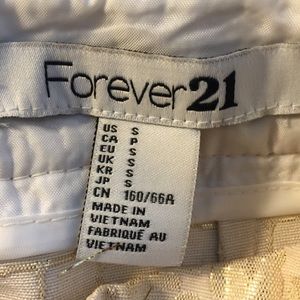 Forever21
US S
CA P
EU S
UK S
KR S
JP S
CN 160/66A
MADE IN
VIETNAM
FABRIQUÉ AU
VIETNAM